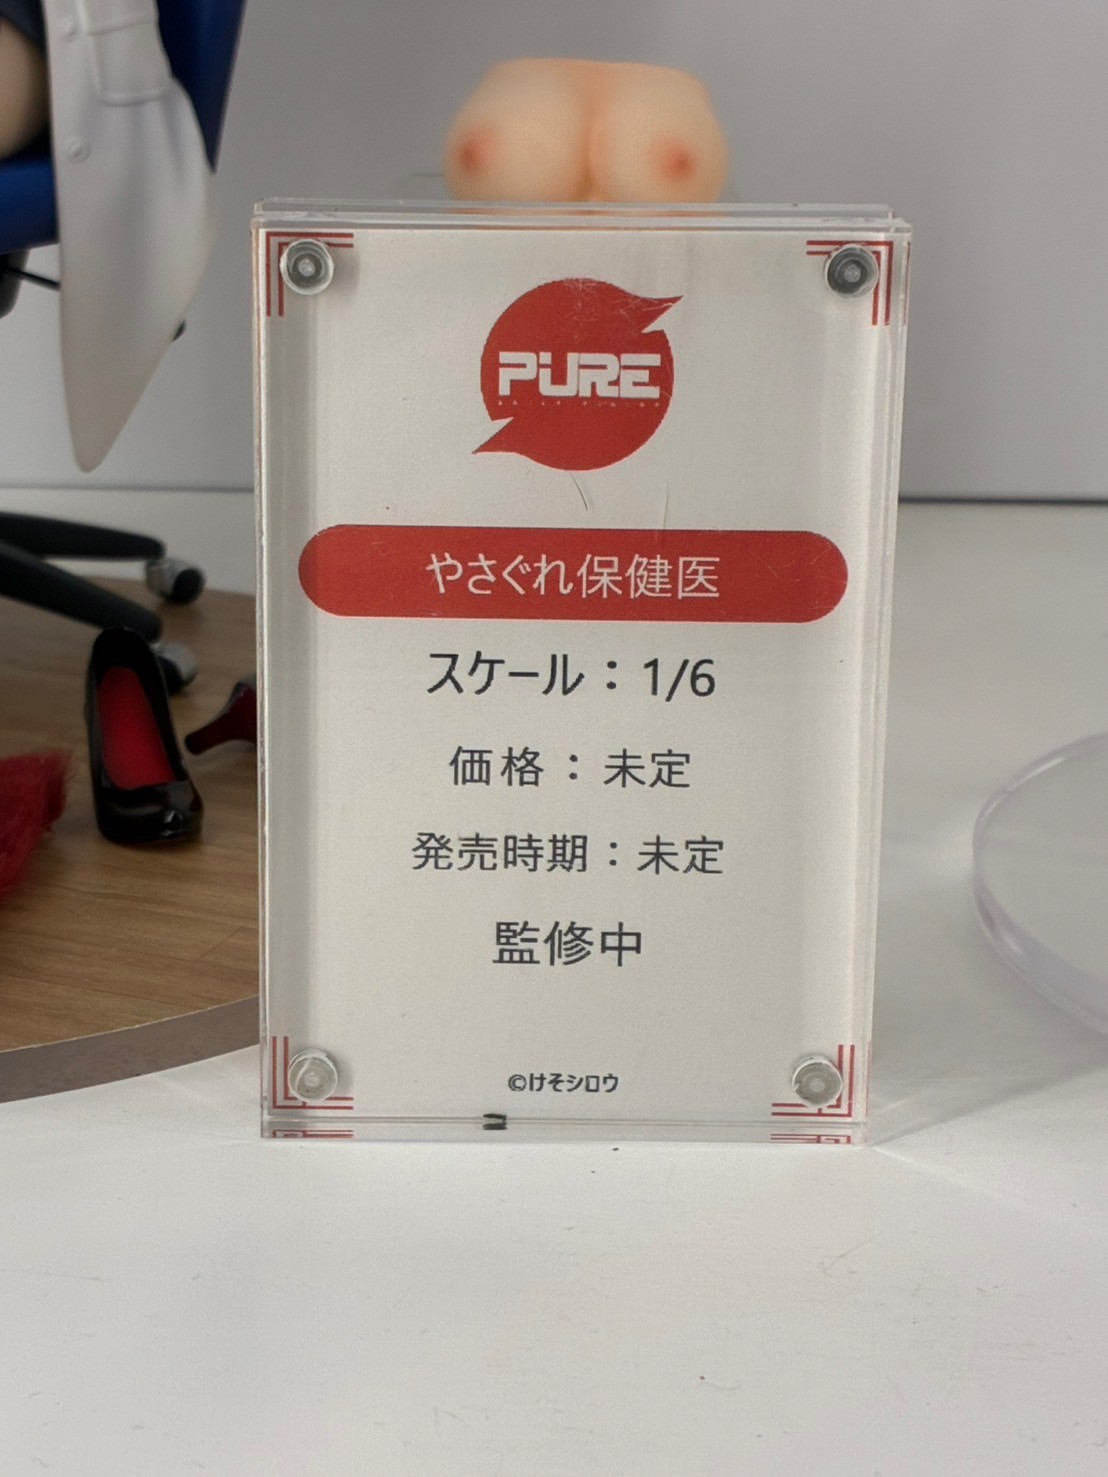 PURE
やさぐれ保健医
スケール：1/6
価格：未定
発売時期：未定
監修中
©けそシロウ